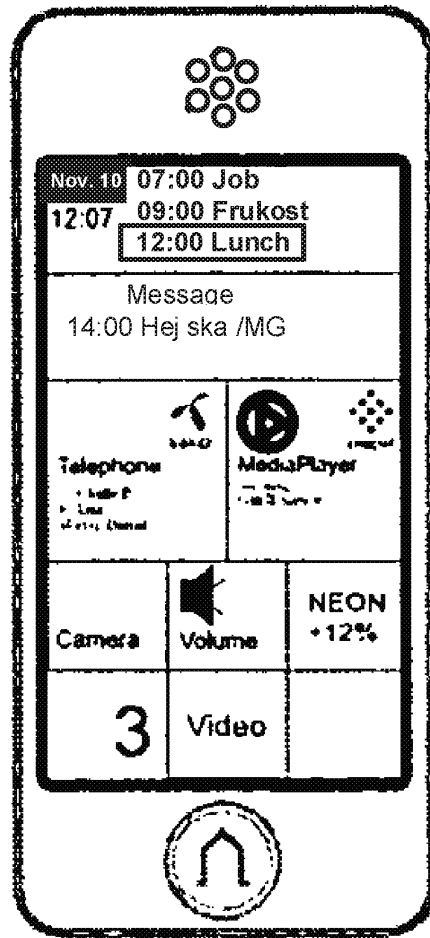 Nov. 10
07:00 Job
12:07
09:00 Frukost
12:00 Lunch
Message
14:00 Hej ska /MG
Telephone
MediaPlayer
Camera
Volume
NEON
+12%
3
Video